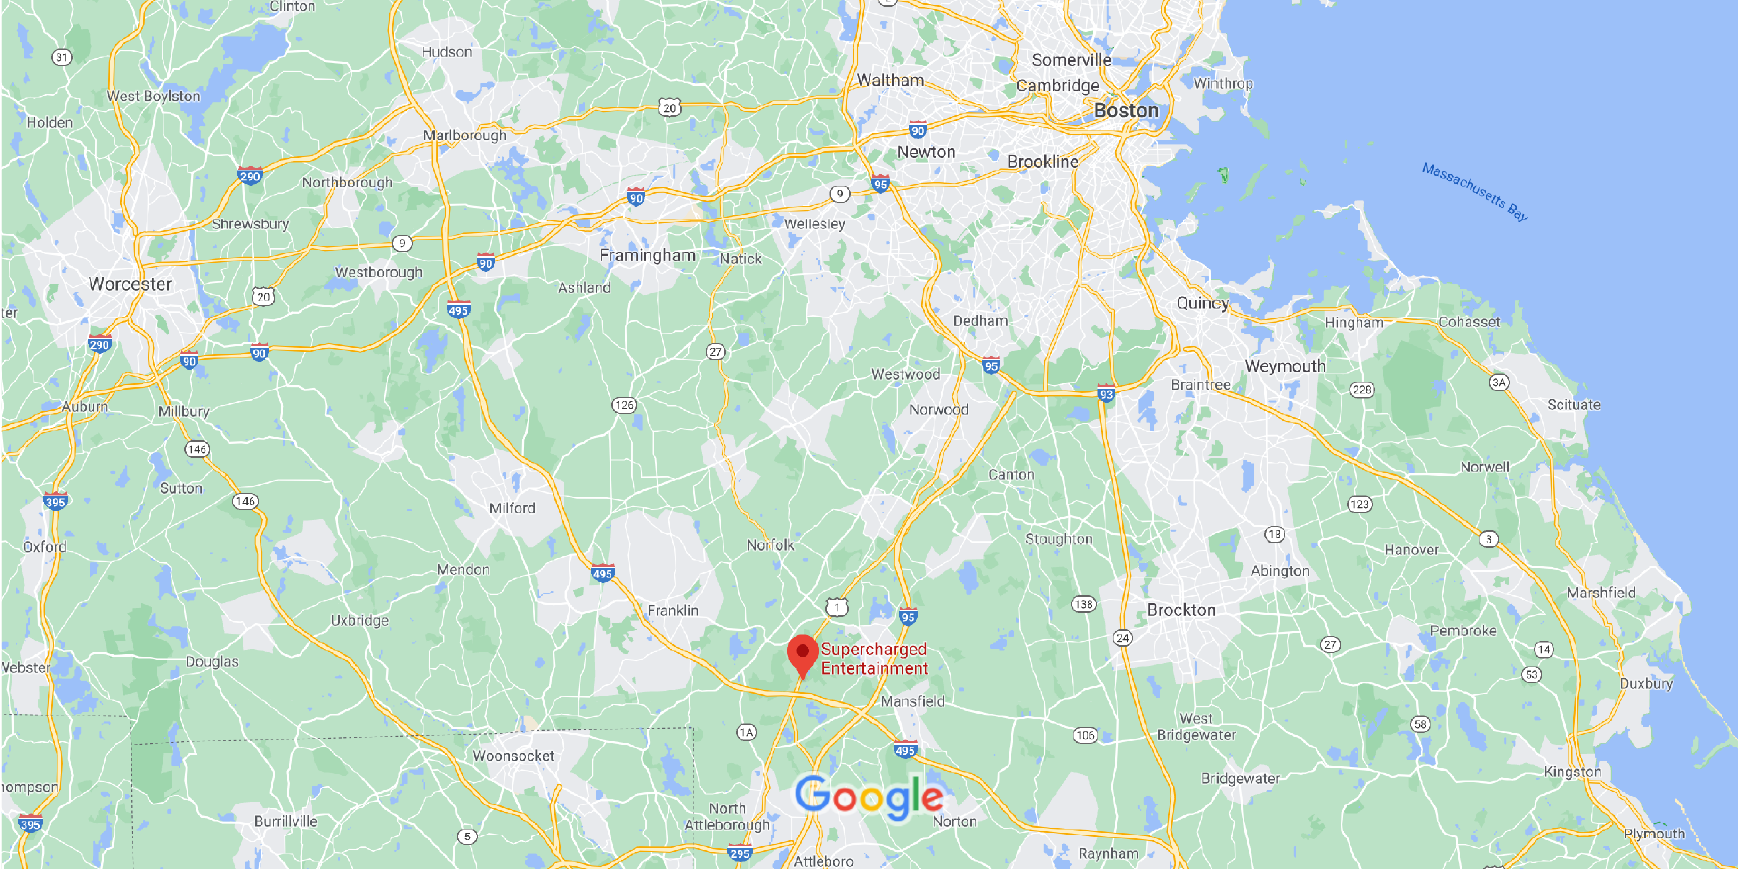 Clinton
31
Hudson
Somerville
Waltham
Cambridge
Winthrop
West Boylston
20
Boston
Holden
Marlborough
90
Newton
Brookline
290
Northborough
95
90
9
Massachusetts Bay
Shrewsbury
Wellesley
9
Framingham
Natick
90
Westborough
Worcester
Ashland
20
495
Quincy
ter
Dedham
Hingham
Cohasset
290
90
90
27
95
Weymouth
Westwood
Braintree
3A
228
93
Auburn
Millbury
126
Norwood
Scituate
146
Canton
Norwell
Sutton
395
146
Milford
123
13
3
Oxford
Norfolk
Stoughton
Hanover
Mendon
495
Abington
Marshfield
Franklin
1
138
Brockton
95
Uxbridge
24
Pembroke
27
14
Supercharged
Entertainment
Webster
Douglas
53
Duxbury
Mansfield
West
Bridgewater
1A
106
58
495
Woonsocket
Kingston
Bridgewater
hompson
Google
North
Attleborough
Norton
395
Burrillville
5
Plymouth
295
Attleboro
Raynham